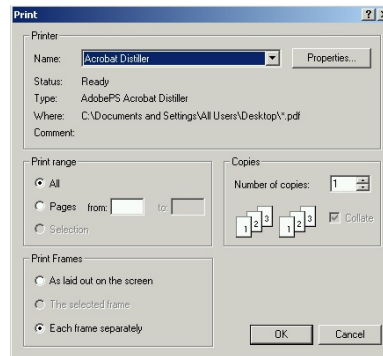 Print
Printer
Name: Acrobat Distiller Properties...
Status: Ready
Type: AdobePS Acrobat Distiller
Where: C:\Documents and Settings\All Users\Desktop\*.pdf
Comment:
Print range
All
Pages from: to:
Selection
Copies
Number of copies: 1
1 2 3 1 2 3 Collate
Print Frames
As laid out on the screen
The selected frame
Each frame separately
OK Cancel